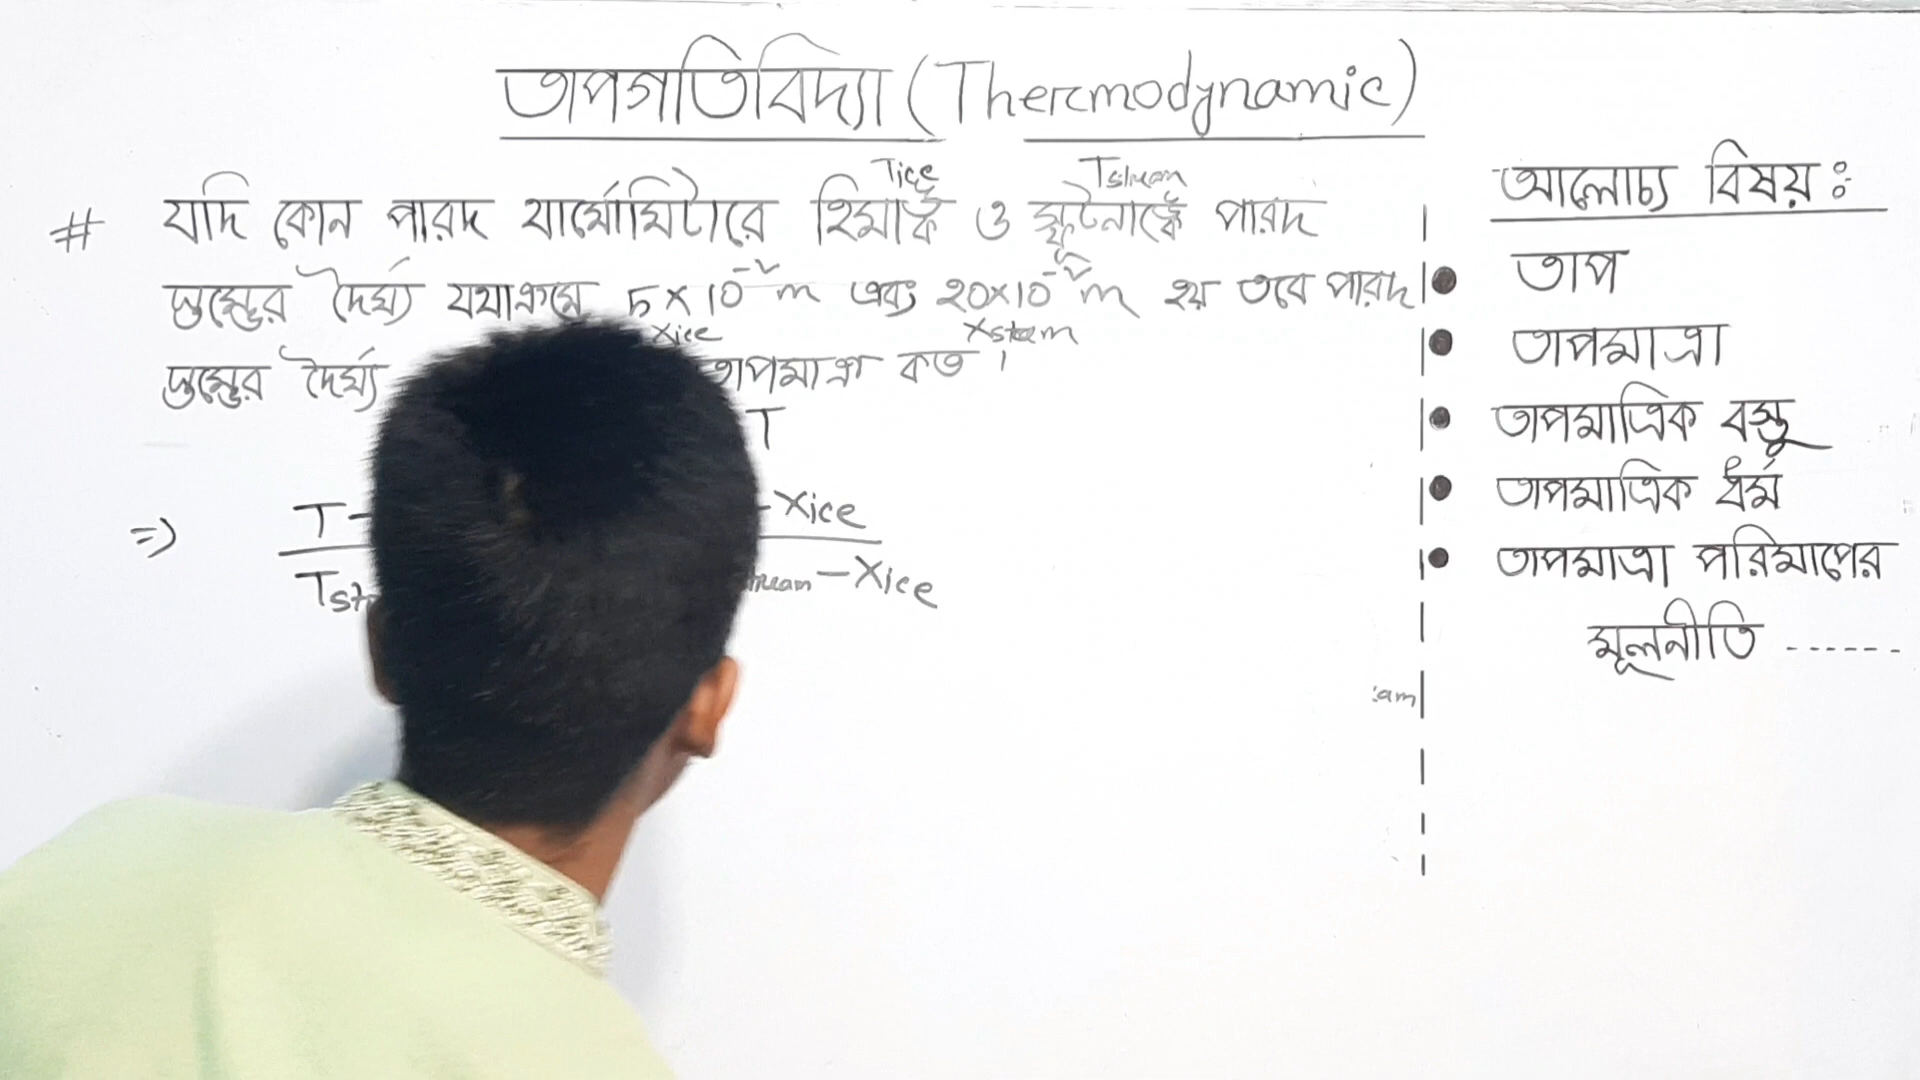 তাপগতিবিদ্যা (Thermodynamic)
Tice Tsteam
# যদি কোন পারদ থার্মোমিটারে হিমাঙ্ক ও স্ফুটনাঙ্কে পারদ
স্তম্ভের দৈর্ঘ্য যথাক্রমে 5×10⁻² m এবং 20×10⁻² m হয় তবে পারদ
Xice Xsteam
স্তম্ভের দৈর্ঘ্য তাপমাত্রা কত।
T
=> T - - Xice
Tst eam - Xice
আলোচ্য বিষয়ঃ-
• তাপ
• তাপমাত্রা
• তাপমাত্রিক বস্তু
• তাপমাত্রিক ধর্ম
• তাপমাত্রা পরিমাপের
মূলনীতি ------
am